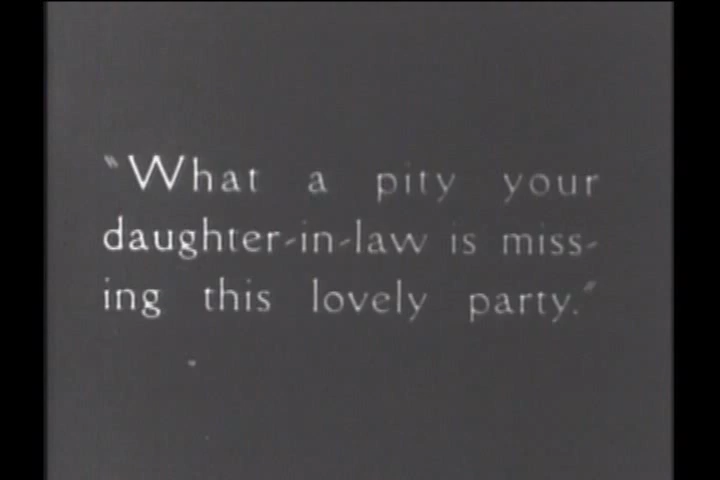 "What a pity your
daughter-in-law is miss-
ing this lovely party."